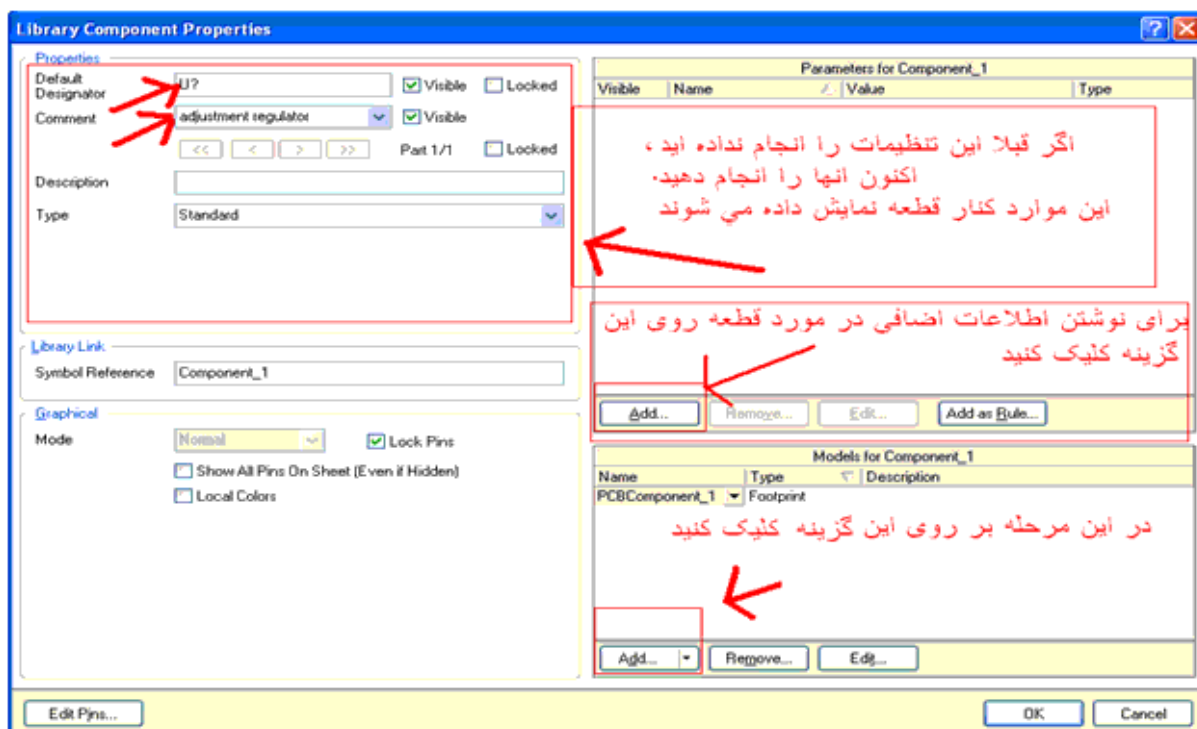 Library Component Properties
Properties
Default Designator
U?
Visible
Locked
Comment
adjustment regulator
Visible
<< < > >>
Part 1/1
Locked
Description
Type
Standard
Library Link
Symbol Reference
Component_1
Graphical
Mode
Normal
Lock Pins
Show All Pins On Sheet (Even if Hidden)
Local Colors
Parameters for Component_1
Visible
Name
Value
Type
اگر قبلا این تنظیمات را انجام نداده اید ،
اکنون انها را انجام دهید.
این موارد کنار قطعه نمایش داده می شوند
برای نوشتن اطلاعات اضافی در مورد قطعه روی این
گزینه کلیک کنید
Add...
Remove...
Edit...
Add as Rule...
Models for Component_1
Name
Type
Description
PCBComponent_1
Footprint
در این مرحله بر روی این گزینه کلیک کنید
Add...
Remove...
Edit...
Edit Pins...
OK
Cancel